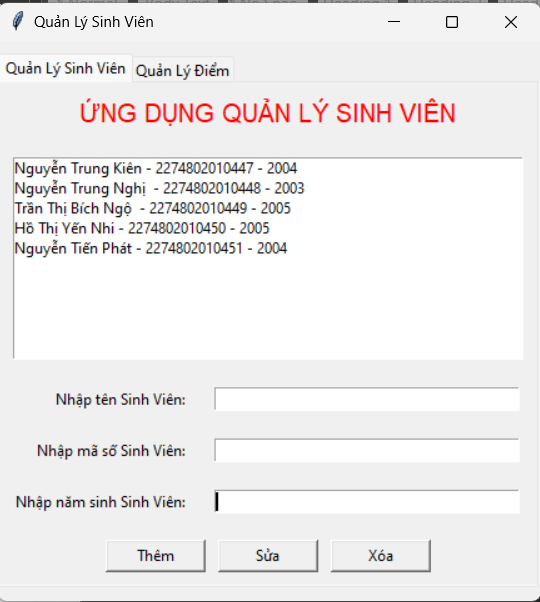 Quản Lý Sinh Viên
Quản Lý Sinh Viên Quản Lý Điểm
ỨNG DỤNG QUẢN LÝ SINH VIÊN
Nguyễn Trung Kiên - 2274802010447 - 2004
Nguyễn Trung Nghị  - 2274802010448 - 2003
Trần Thị Bích Ngộ  - 2274802010449 - 2005
Hồ Thị Yến Nhi - 2274802010450 - 2005
Nguyễn Tiến Phát - 2274802010451 - 2004
Nhập tên Sinh Viên:
Nhập mã số Sinh Viên:
Nhập năm sinh Sinh Viên:
Thêm Sửa Xóa